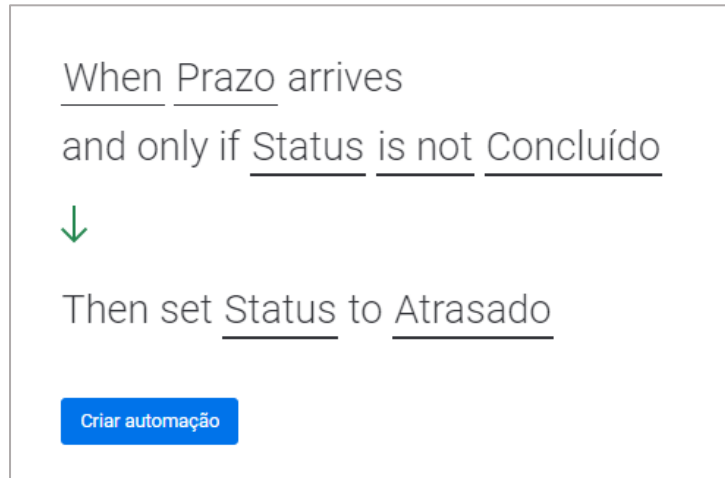 When Prazo arrives
and only if Status is not Concluído
Then set Status to Atrasado
Criar automação